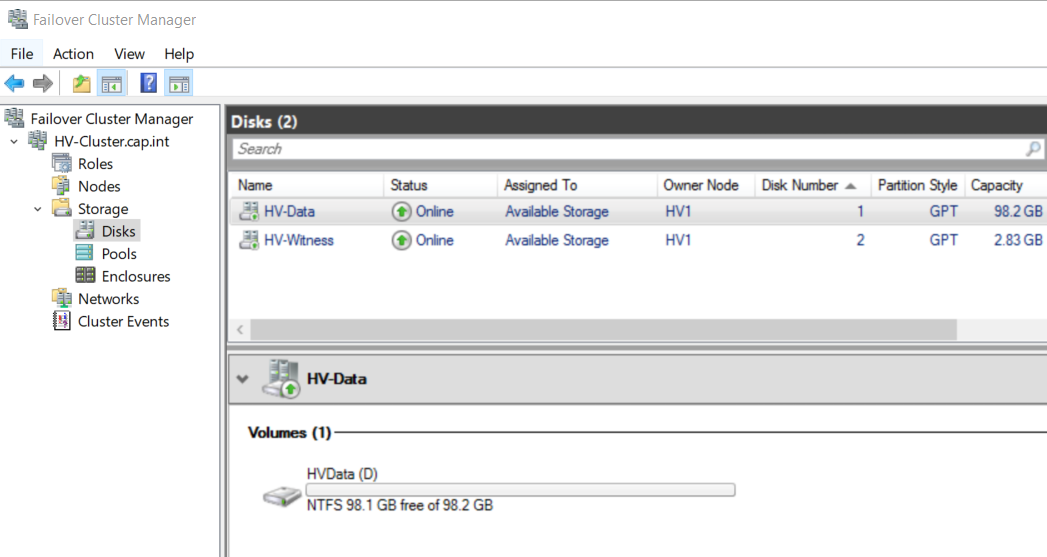 Failover Cluster Manager
File Action View Help
Failover Cluster Manager
HV-Cluster.cap.int
Roles
Nodes
Storage
Disks
Pools
Enclosures
Networks
Cluster Events
Disks (2)
Search
Name Status Assigned To Owner Node Disk Number Partition Style Capacity
HV-Data Online Available Storage HV1 1 GPT 98.2 GB
HV-Witness Online Available Storage HV1 2 GPT 2.83 GB
HV-Data
Volumes (1)
HVData (D)
NTFS 98.1 GB free of 98.2 GB